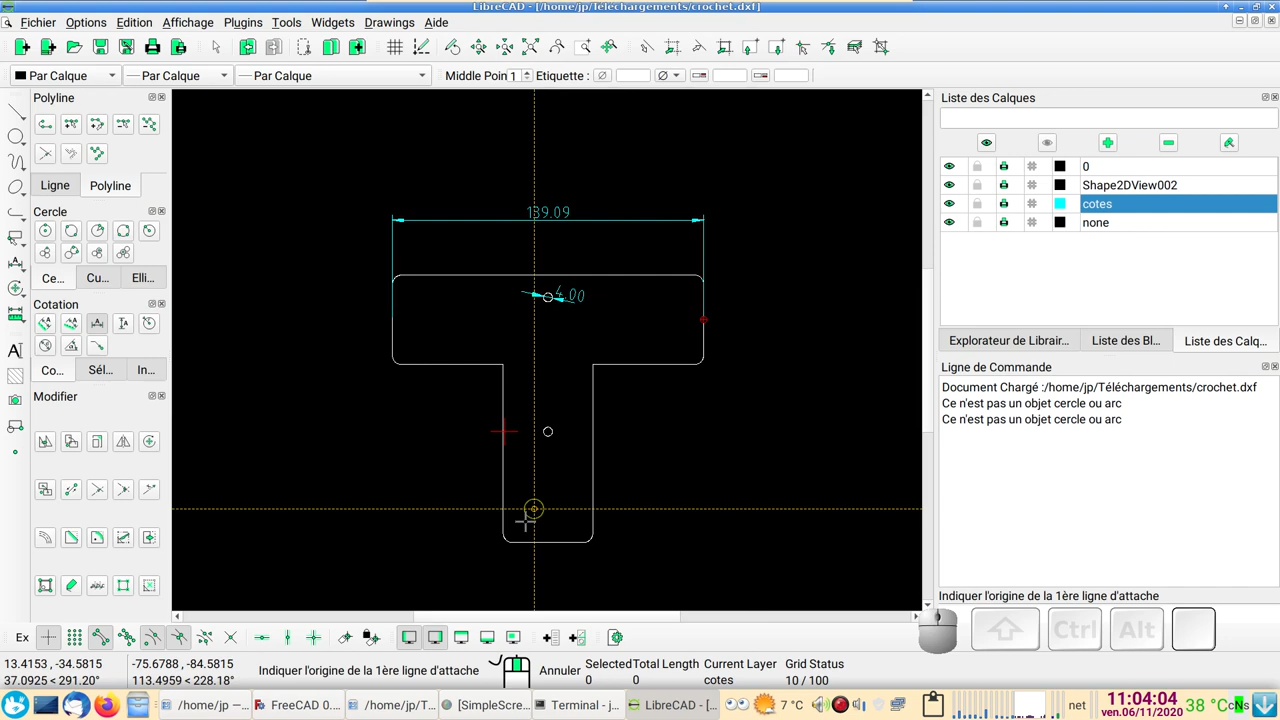 LibreCAD - [/home/jp/Téléchargements/crochet.dxf]
Fichier Options Edition Affichage Plugins Tools Widgets Drawings Aide
Par Calque Par Calque Par Calque Middle Poin 1 Etiquette :
Polyline
Ligne Polyline
Cercle
Ce... Cu... Elli...
Cotation
Co... Sél... In...
Modifier
139.09
4.00
Liste des Calques
0
Shape2DView002
cotes
none
Explorateur de Librair... Liste des Bl... Liste des Calq...
Ligne de Commande
Document Chargé :/home/jp/Téléchargements/crochet.dxf
Ce n'est pas un objet cercle ou arc
Ce n'est pas un objet cercle ou arc
Indiquer l'origine de la 1ère ligne d'attache
Ctrl Alt
Ex
13.4153, -34.5815 -75.6788, -84.5815 Indiquer l'origine de la 1ère ligne d'attache Annuler Selected Total Length Current Layer Grid Status
37.0925 < 291.20° 113.4959 < 228.18° 0 0 cotes 10 / 100
/home/jp —... FreeCAD 0.... /home/jp/T... [SimpleScre... Terminal - j... LibreCAD - [... 7 °C net 11:04:04 38 °C
ven.06/11/2020